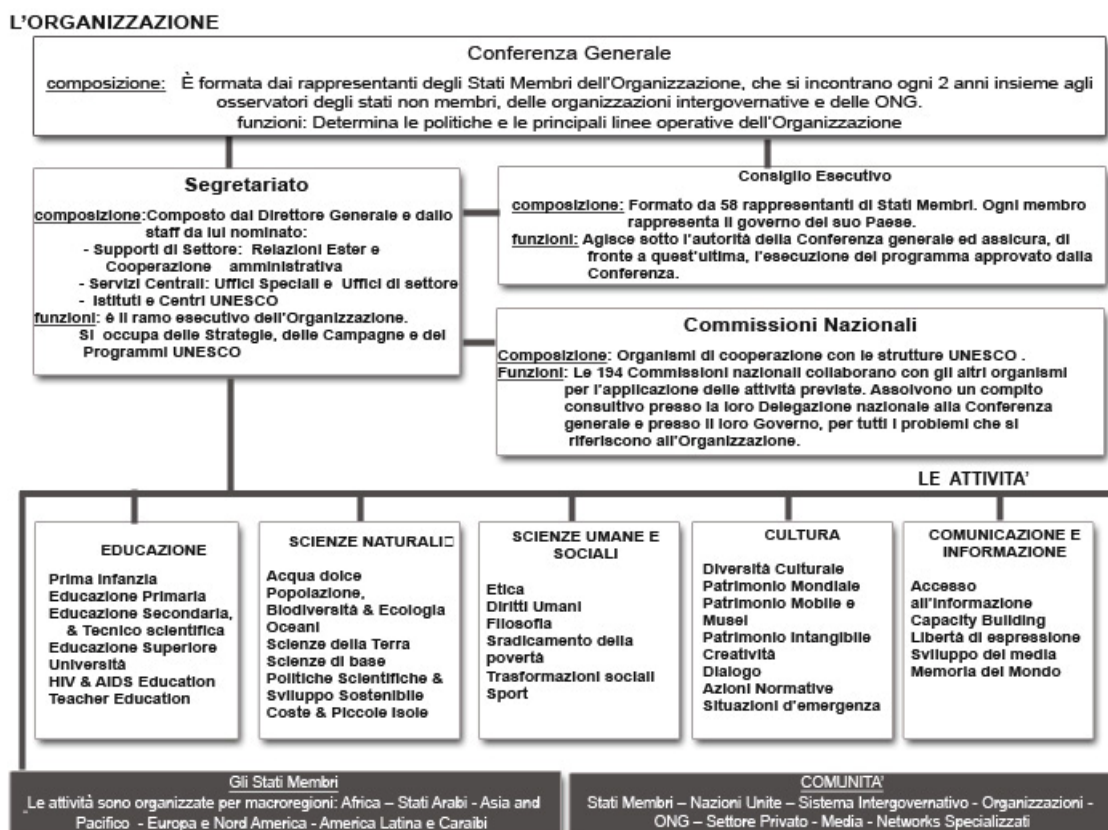 L'ORGANIZZAZIONE
Conferenza Generale
composizione: È formata dai rappresentanti degli Stati Membri dell'Organizzazione, che si incontrano ogni 2 anni insieme agli
osservatori degli stati non membri, delle organizzazioni intergovernative e delle ONG.
funzioni: Determina le politiche e le principali linee operative dell'Organizzazione
Segretariato
composizione:Composto dal Direttore Generale e dallo
staff da lui nominato:
- Supporti di Settore: Relazioni Ester e
Cooperazione amministrativa
- Servizi Centrali: Uffici Speciali e Uffici di settore
- Istituti e Centri UNESCO
funzioni: è il ramo esecutivo dell'Organizzazione.
Si occupa delle Strategie, delle Campagne e dei
Programmi UNESCO
Consiglio Esecutivo
composizione: Formato da 58 rappresentanti di Stati Membri. Ogni membro
rappresenta il governo del suo Paese.
funzioni: Agisce sotto l'autorità della Conferenza generale ed assicura, di
fronte a quest'ultima, l'esecuzione del programma approvato dalla
Conferenza.
Commissioni Nazionali
Composizione: Organismi di cooperazione con le strutture UNESCO .
Funzioni: Le 194 Commissioni nazionali collaborano con gli altri organismi
per l'applicazione delle attività previste. Assolvono un compito
consultivo presso la loro Delegazione nazionale alla Conferenza
generale e presso il loro Governo, per tutti i problemi che si
riferiscono all'Organizzazione.
LE ATTIVITA'
EDUCAZIONE
Prima Infanzia
Educazione Primaria
Educazione Secondaria,
& Tecnico scientifica
Educazione Superiore
Università
HIV & AIDS Education
Teacher Education
SCIENZE NATURALI□
Acqua dolce
Popolazione,
Biodiversità & Ecologia
Oceani
Scienze della Terra
Scienze di base
Politiche Scientifiche &
Sviluppo Sostenibile
Coste & Piccole Isole
SCIENZE UMANE E
SOCIALI
Etica
Diritti Umani
Filosofia
Sradicamento della
povertà
Trasformazioni sociali
Sport
CULTURA
Diversità Culturale
Patrimonio Mondiale
Patrimonio Mobile e
Musei
Patrimonio Intangibile
Creatività
Dialogo
Azioni Normative
Situazioni d'emergenza
COMUNICAZIONE E
INFORMAZIONE
Accesso
all'informazione
Capacity Building
Libertà di espressione
Sviluppo dei media
Memoria del Mondo
Gli Stati Membri
Le attività sono organizzate per macroregioni: Africa – Stati Arabi - Asia and
Pacifico - Europa e Nord America - America Latina e Caraibi
COMUNITA'
Stati Membri – Nazioni Unite – Sistema Intergovernativo - Organizzazioni -
ONG – Settore Privato - Media - Networks Specializzati